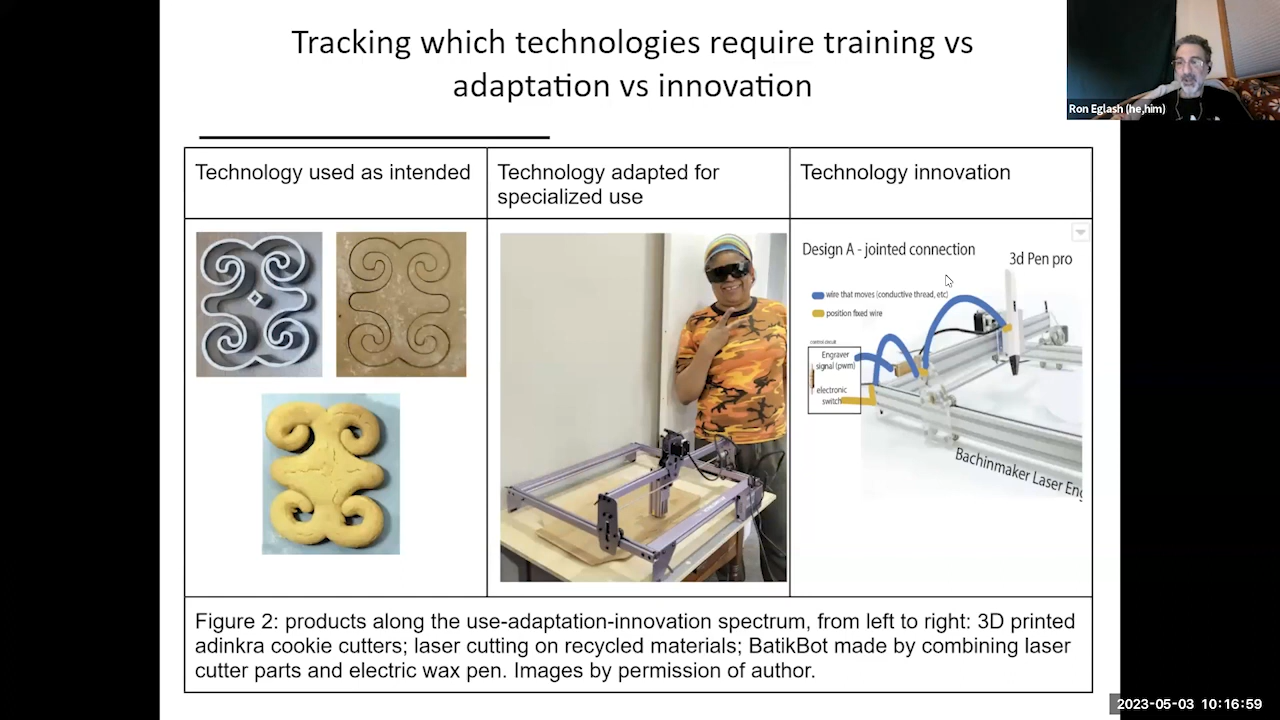 Tracking which technologies require training vs
adaptation vs innovation
Ron Eglash (he,him)
Technology used as intended
Technology adapted for
specialized use
Technology innovation
Design A - jointed connection
3d Pen pro
wire that moves (conductive thread, etc)
position fixed wire
control circuit
Engraver
signal (pwm)
electronic
switch
Bachinmaker Laser Eng
Figure 2: products along the use-adaptation-innovation spectrum, from left to right: 3D printed
adinkra cookie cutters; laser cutting on recycled materials; BatikBot made by combining laser
cutter parts and electric wax pen. Images by permission of author.
2023-05-03 10:16:59